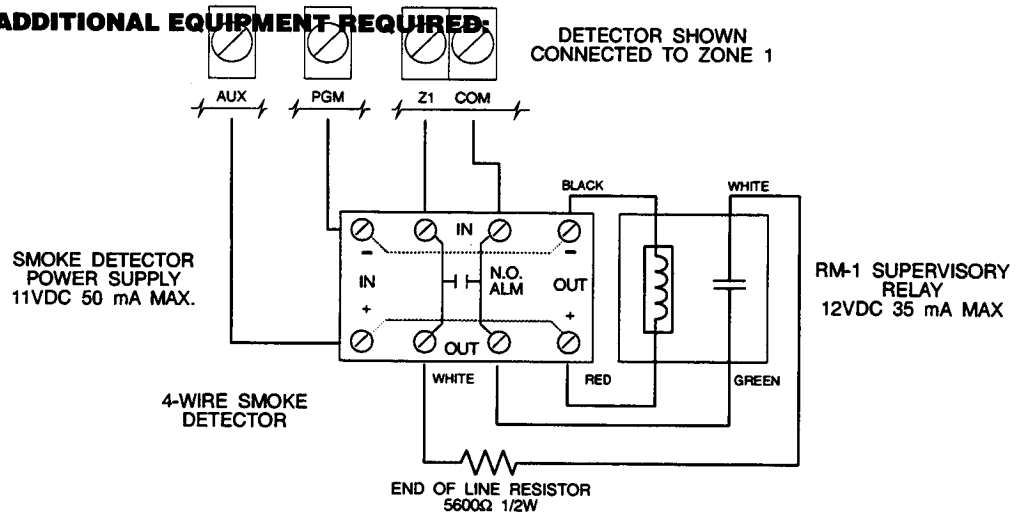 ADDITIONAL EQUIPMENT REQUIRED:
DETECTOR SHOWN
CONNECTED TO ZONE 1
AUX
PGM
Z1
COM
BLACK
WHITE
IN
-
-
SMOKE DETECTOR
POWER SUPPLY
11VDC 50 mA MAX.
IN
N.O.
ALM
OUT
+
+
OUT
RM-1 SUPERVISORY
RELAY
12VDC 35 mA MAX
WHITE
RED
GREEN
4-WIRE SMOKE
DETECTOR
END OF LINE RESISTOR
5600Ω 1/2W